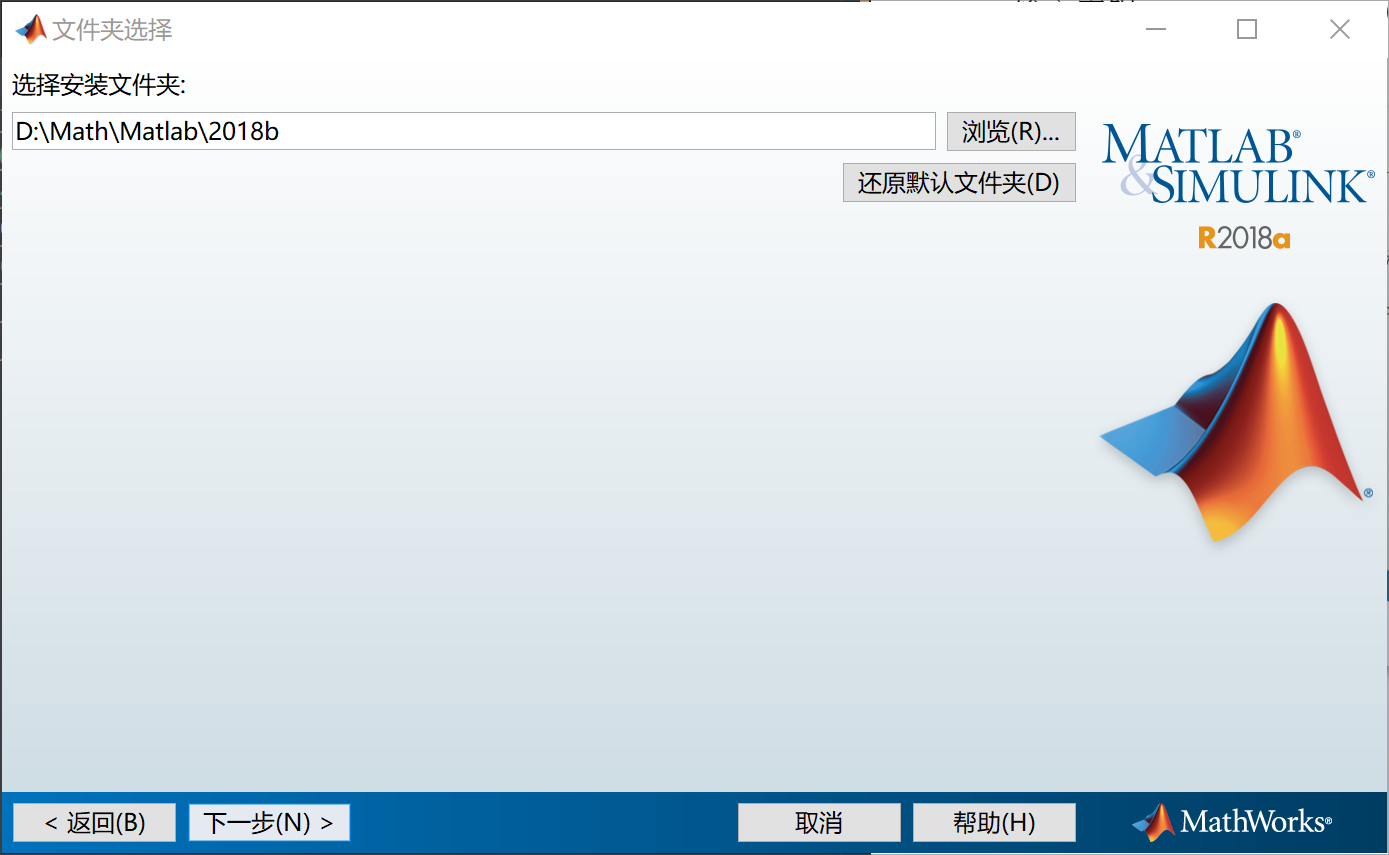 文件夹选择
选择安装文件夹:
D:\Math\Matlab\2018b
浏览(R)...
还原默认文件夹(D)
MATLAB®
&SIMULINK®
R2018a
®
< 返回(B)
下一步(N) >
取消
帮助(H)
MathWorks®